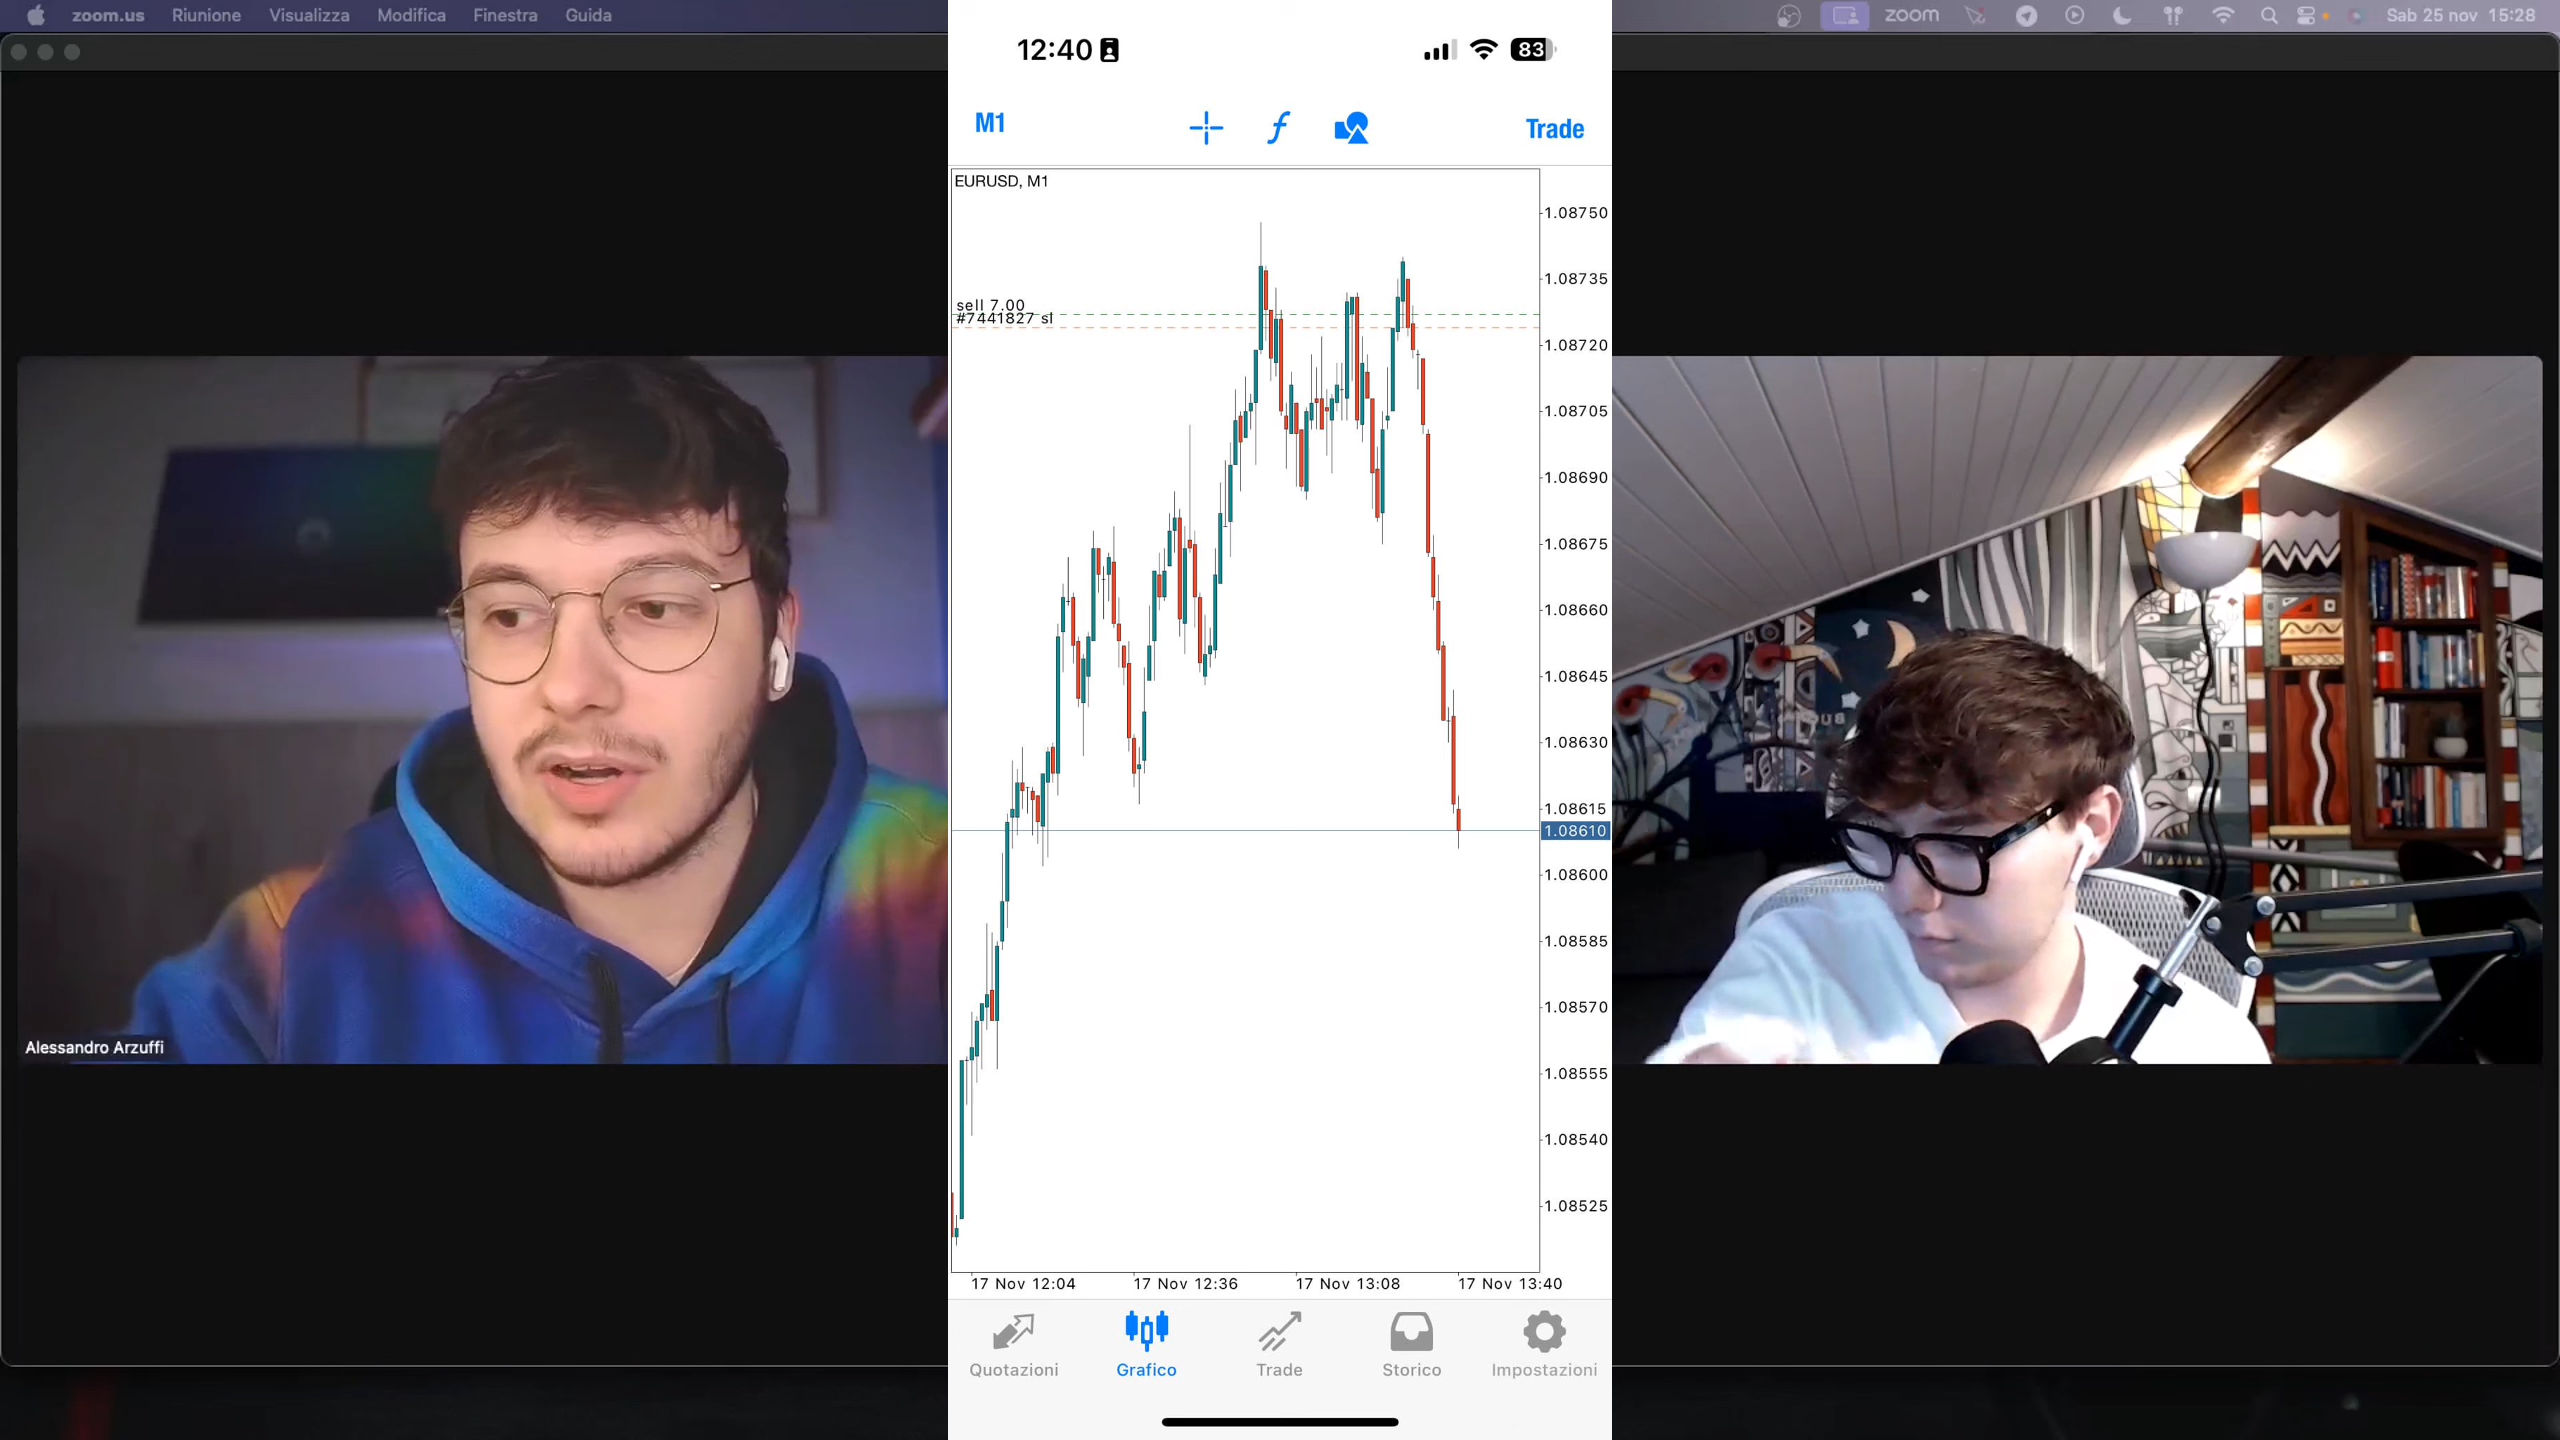 zoom.us Riunione Visualizza Modifica Finestra Guida
zoom Sab 25 nov 15:28
12:40
83
M1
Trade
EURUSD, M1
1.08750
1.08735
sell 7.00
#7441827 sl
1.08720
1.08705
1.08690
1.08675
1.08660
1.08645
1.08630
1.08615
1.08610
1.08600
1.08585
1.08570
1.08555
1.08540
1.08525
17 Nov 12:04 17 Nov 12:36 17 Nov 13:08 17 Nov 13:40
Quotazioni Grafico Trade Storico Impostazioni
Alessandro Arzuffi